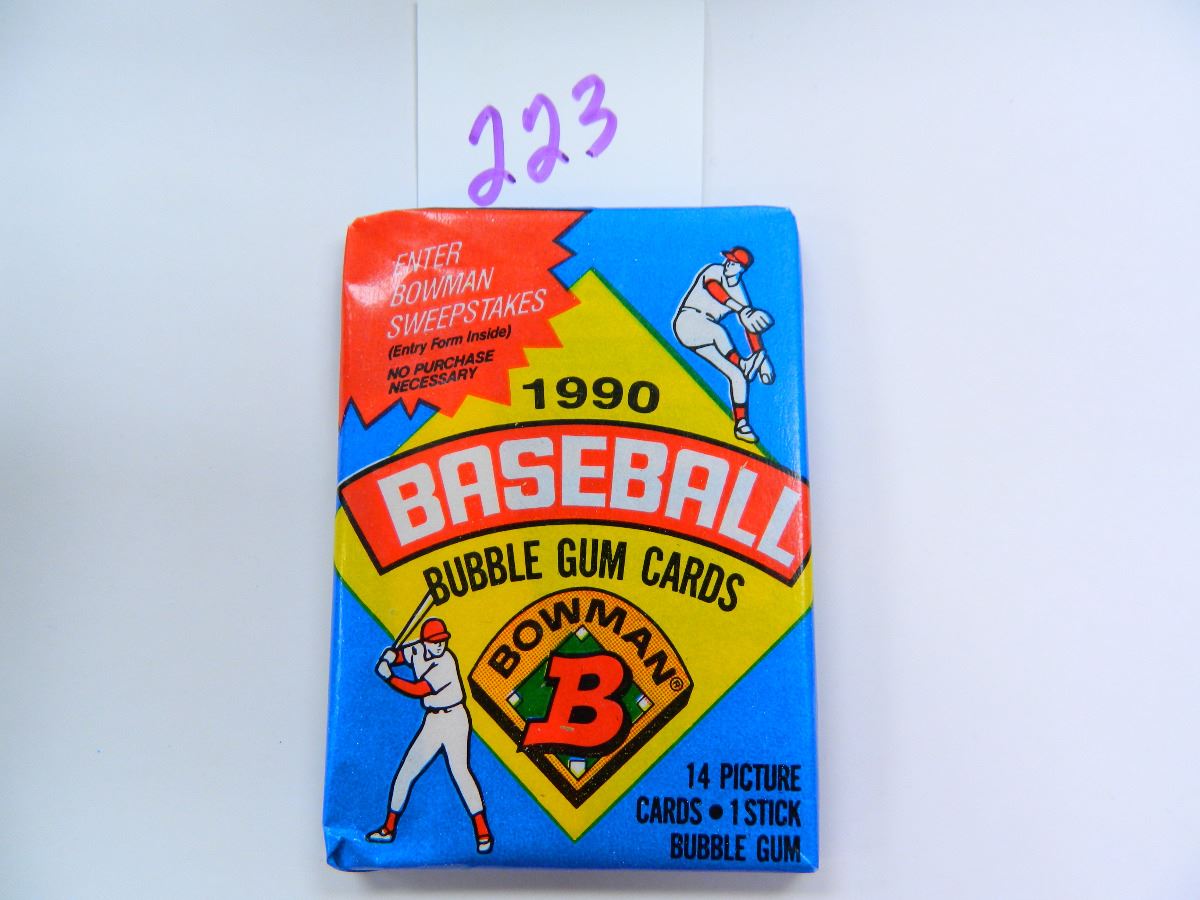 223
ENTER
BOWMAN
SWEEPSTAKES
(Entry Form Inside)
NO PURCHASE
NECESSARY
1990
BASEBALL
BUBBLE GUM CARDS
BOWMAN®
B
14 PICTURE
CARDS • 1 STICK
BUBBLE GUM